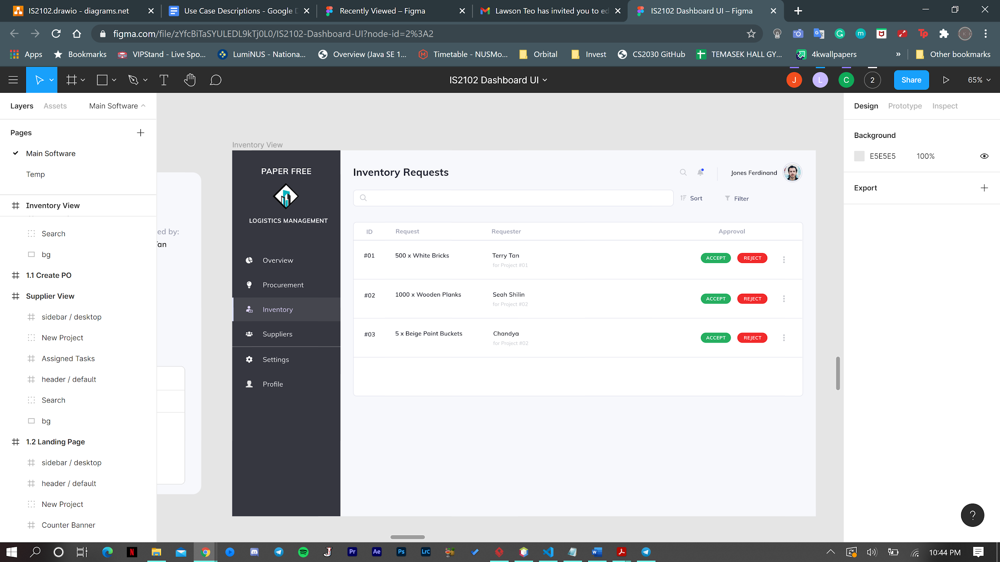 IS2102.drawio - diagrams.net
Use Case Descriptions - Google D
Recently Viewed – Figma
Lawson Teo has invited you to ed
IS2102 Dashboard UI – Figma
figma.com/file/zYfcBiTaSYULEDL9kTj0L0/IS2102-Dashboard-UI?node-id=2%3A2
Apps
Bookmarks
VIPStand - Live Spo...
LumiNUS - Nationa...
Overview (Java SE 1...
Timetable - NUSMo...
Orbital
Invest
CS2030 GitHub
TEMASEK HALL GY...
4kwallpapers
»
Other bookmarks
IS2102 Dashboard UI
J
L
C
2
Share
65%
Layers
Assets
Main Software
Design
Prototype
Inspect
Pages
Main Software
Temp
Background
E5E5E5
100%
Export
Inventory View
Search
bg
1.1 Create PO
Supplier View
sidebar / desktop
New Project
Assigned Tasks
header / default
Search
bg
1.2 Landing Page
sidebar / desktop
header / default
New Project
Counter Banner
ed by:
Tan
Inventory View
PAPER FREE
LOGISTICS MANAGEMENT
Overview
Procurement
Inventory
Suppliers
Settings
Profile
Inventory Requests
Jones Ferdinand
Sort
Filter
ID
Request
Requester
Approval
#01
500 x White Bricks
Terry Tan
for Project #01
ACCEPT
REJECT
#02
1000 x Wooden Planks
Seah Shilin
for Project #02
ACCEPT
REJECT
#03
5 x Beige Paint Buckets
Chandya
for Project #02
ACCEPT
REJECT
?
N
Pr
Ae
Ps
LrC
10:44 PM